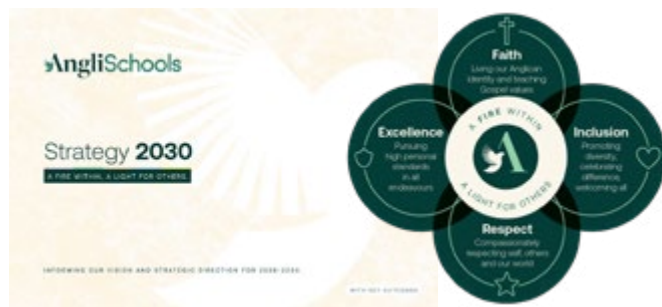 AngliSchools
Strategy 2030
A FIRE WITHIN, A LIGHT FOR OTHERS
INFORMING OUR VISION AND STRATEGIC DIRECTION FOR
WITH KEY OUTCOMES
Faith
Living our Anglican
identity and teaching
Gospel values
Excellence
Pursuing
high personal
standards
in all
endeavours
A FIRE WITHIN
A
A LIGHT FOR OTHERS
Inclusion
Promoting
diversity,
celebrating
difference,
welcoming all
Respect
Compassionately
respecting self, others
and our world